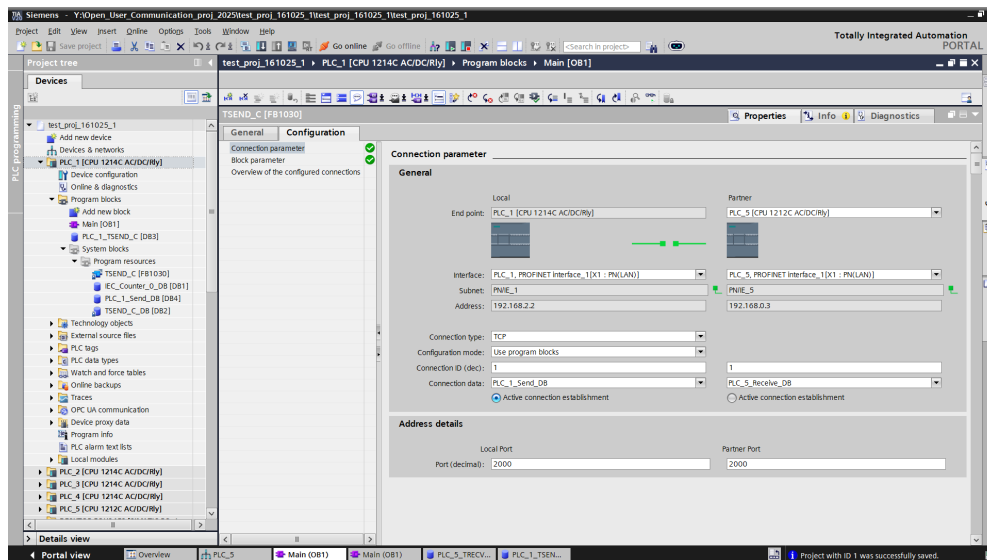 Siemens - Y:\Open_User_Communication_proj_2025\test_proj_161025_1\test_proj_161025_1\test_proj_161025_1
Project Edit View Insert Online Options Tools Window Help
Totally Integrated Automation
PORTAL
Save project Go online Go offline <Search in project>
Project tree
test_proj_161025_1 PLC_1 [CPU 1214C AC/DC/Rly] Program blocks Main [OB1]
Devices
PLC programming
TSEND_C [FB1030]
Properties Info Diagnostics
General Configuration
test_proj_161025_1
Add new device
Devices & networks
PLC_1 [CPU 1214C AC/DC/Rly]
Device configuration
Online & diagnostics
Program blocks
Add new block
Main [OB1]
PLC_1_TSEND_C [DB3]
System blocks
Program resources
TSEND_C [FB1030]
IEC_Counter_0_DB [DB1]
PLC_1_Send_DB [DB4]
TSEND_C_DB [DB2]
Technology objects
External source files
PLC tags
PLC data types
Watch and force tables
Online backups
Traces
OPC UA communication
Device proxy data
Program info
PLC alarm text lists
Local modules
PLC_2 [CPU 1214C AC/DC/Rly]
PLC_3 [CPU 1214C AC/DC/Rly]
PLC_4 [CPU 1214C AC/DC/Rly]
PLC_5 [CPU 1212C AC/DC/Rly]
Details view
Connection parameter
Block parameter
Overview of the configured connections
Connection parameter
General
Local Partner
End point: PLC_1 [CPU 1214C AC/DC/Rly] PLC_5 [CPU 1212C AC/DC/Rly]
Interface: PLC_1, PROFINET interface_1[X1 : PN(LAN)] PLC_5, PROFINET interface_1[X1 : PN(LAN)]
Subnet: PN/IE_1 PN/IE_5
Address: 192.168.2.2 192.168.0.3
Connection type: TCP
Configuration mode: Use program blocks
Connection ID (dec): 1 1
Connection data: PLC_1_Send_DB PLC_5_Receive_DB
Active connection establishment Active connection establishment
Address details
Local Port Partner Port
Port (decimal): 2000 2000
Portal view Overview PLC_5 Main (OB1) Main (OB1) PLC_5_TRECV... PLC_1_TSEN... Project with ID 1 was successfully saved.